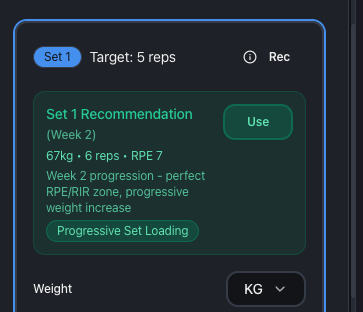 Set 1 Target: 5 reps Rec
Set 1 Recommendation
(Week 2)
Use
67kg • 6 reps • RPE 7
Week 2 progression - perfect
RPE/RIR zone, progressive
weight increase
Progressive Set Loading
Weight KG